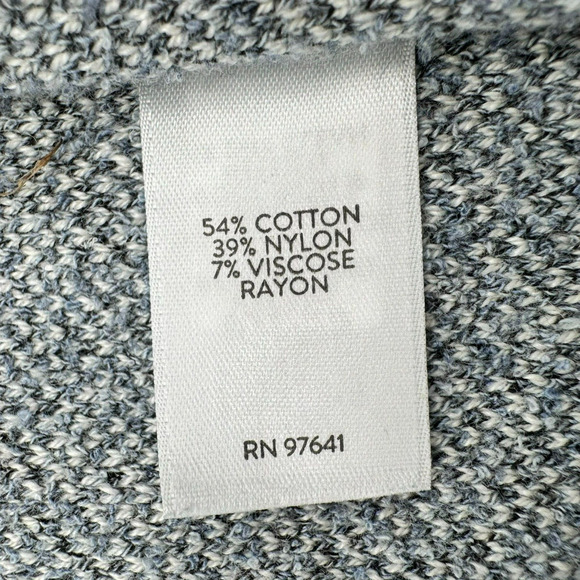 54% COTTON
39% NYLON
7% VISCOSE
RAYON
RN 97641